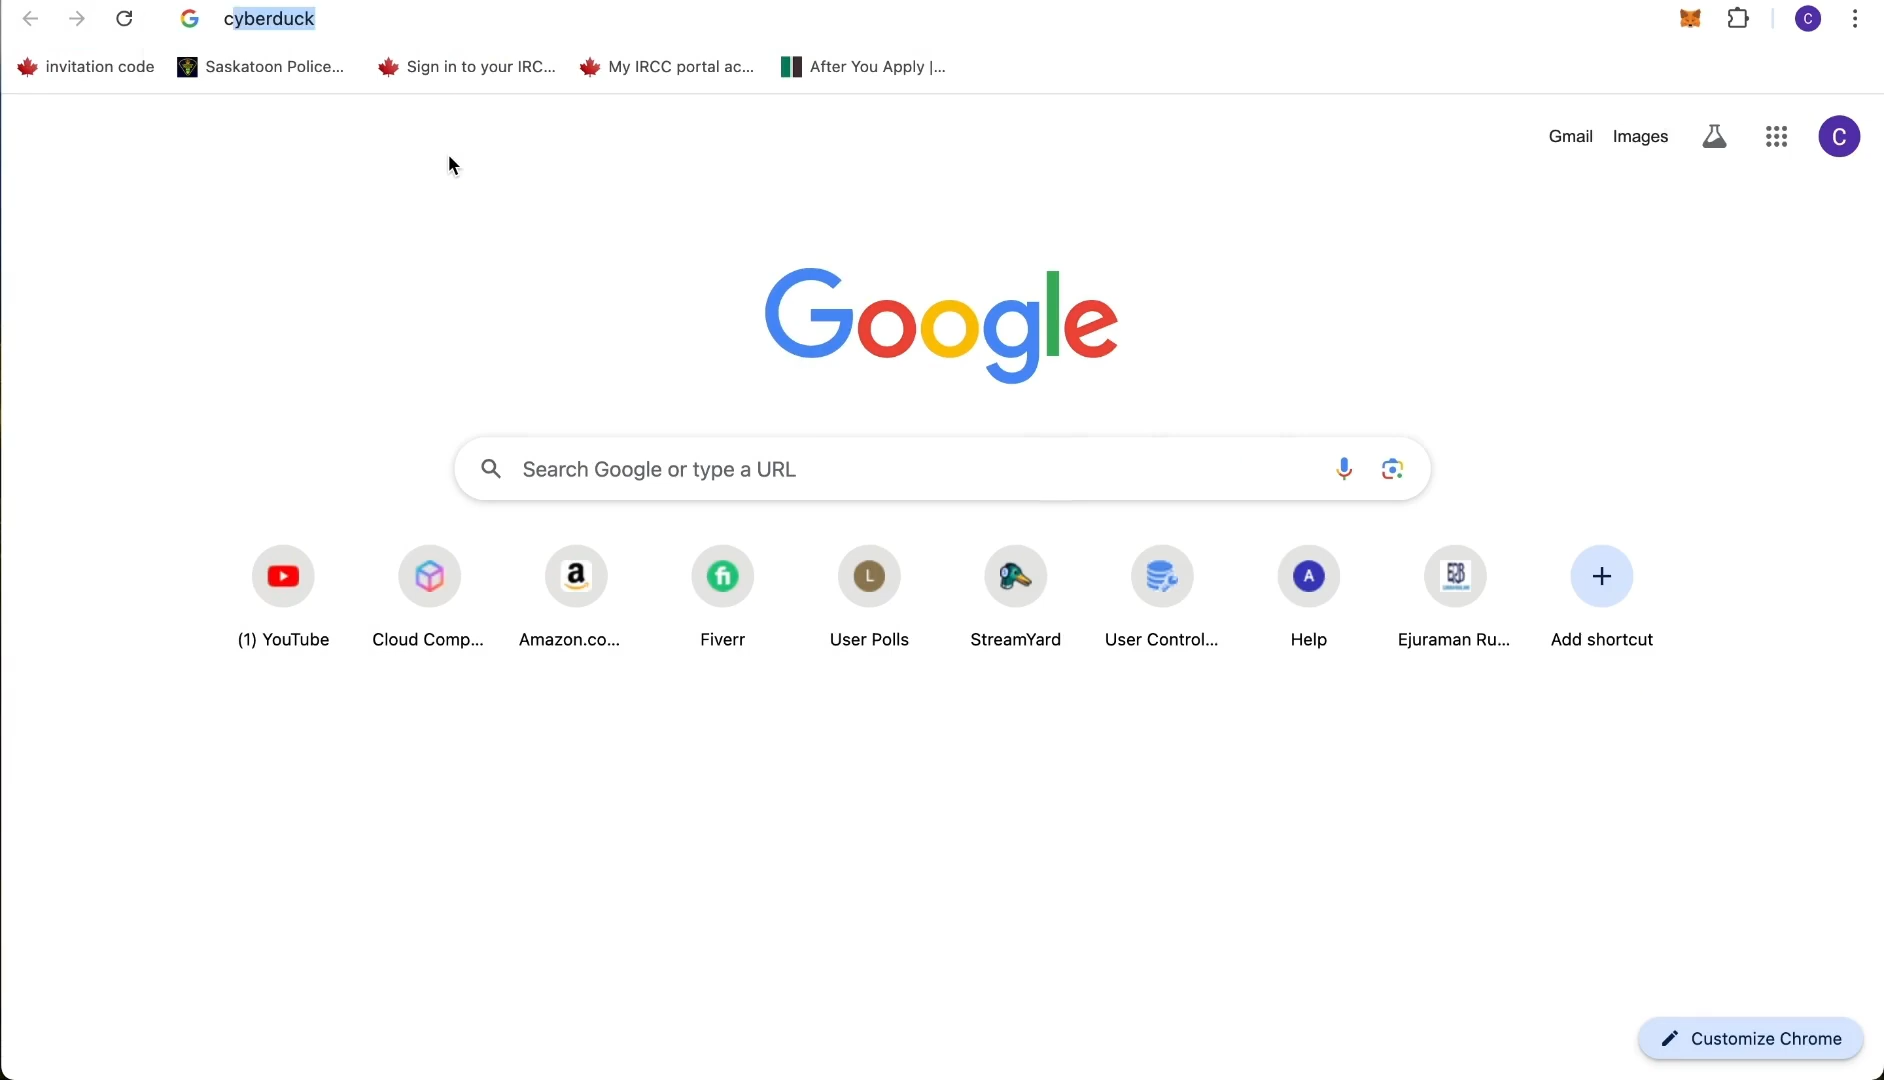 cyberduck
C
invitation code
Saskatoon Police...
Sign in to your IRC...
My IRCC portal ac...
After You Apply |...
Gmail
Images
C
Google
Search Google or type a URL
a
fi
L
A
EJB
(1) YouTube
Cloud Comp...
Amazon.co...
Fiverr
User Polls
StreamYard
User Control...
Help
Ejuraman Ru...
Add shortcut
Customize Chrome